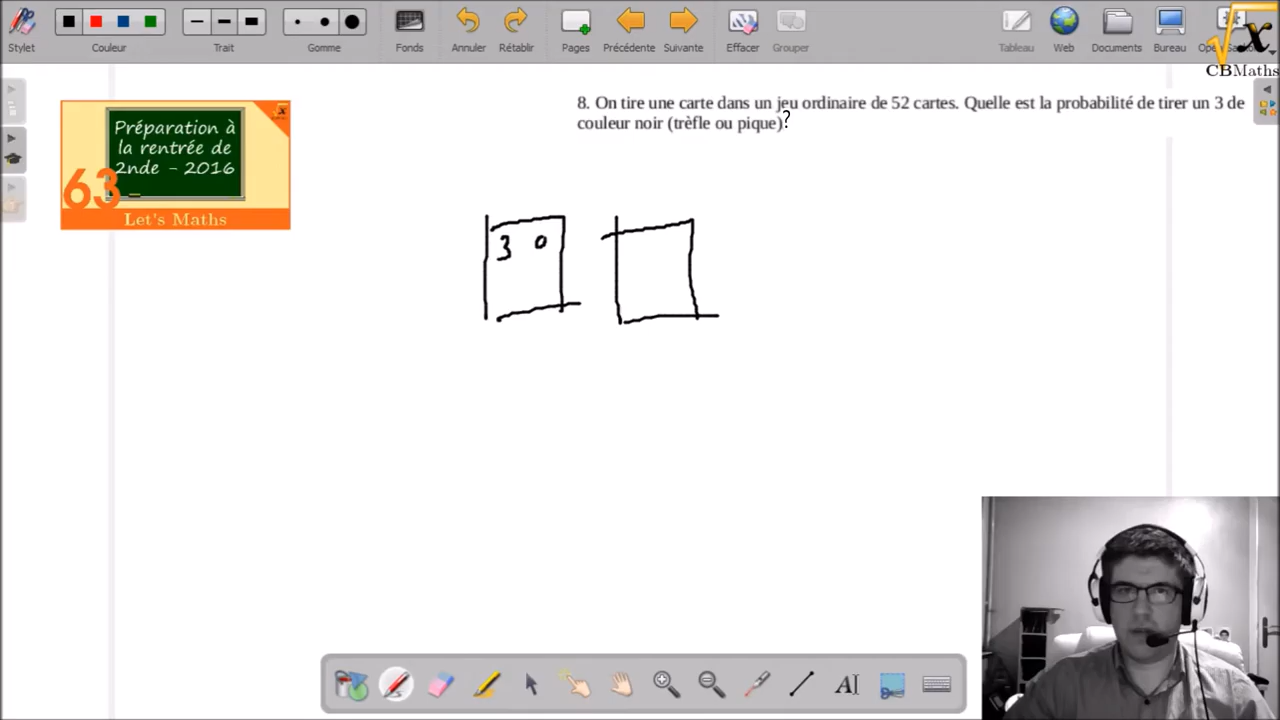 Stylet
Couleur
Trait
Gomme
Fonds
Annuler
Rétablir
Pages
Précédente
Suivante
Effacer
Grouper
Tableau
Web
Documents
Bureau
x
CBMaths
8. On tire une carte dans un jeu ordinaire de 52 cartes. Quelle est la probabilité de tirer un 3 de
couleur noir (trèfle ou pique)?
Préparation à
la rentrée de
2nde - 2016
63 -
Let's Maths
3 0
AI